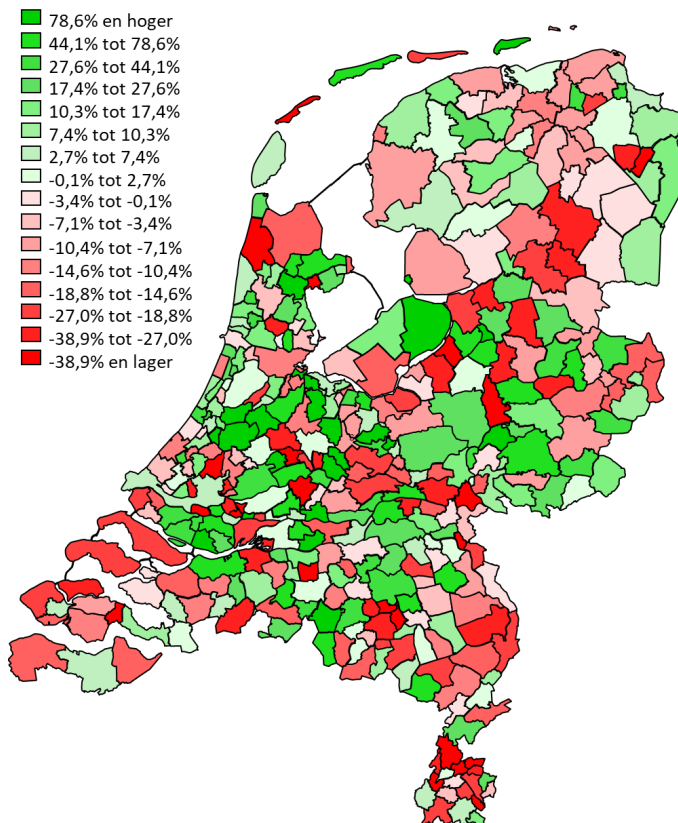 78,6% en hoger
44,1% tot 78,6%
27,6% tot 44,1%
17,4% tot 27,6%
10,3% tot 17,4%
7,4% tot 10,3%
2,7% tot 7,4%
-0,1% tot 2,7%
-3,4% tot -0,1%
-7,1% tot -3,4%
-10,4% tot -7,1%
-14,6% tot -10,4%
-18,8% tot -14,6%
-27,0% tot -18,8%
-38,9% tot -27,0%
-38,9% en lager